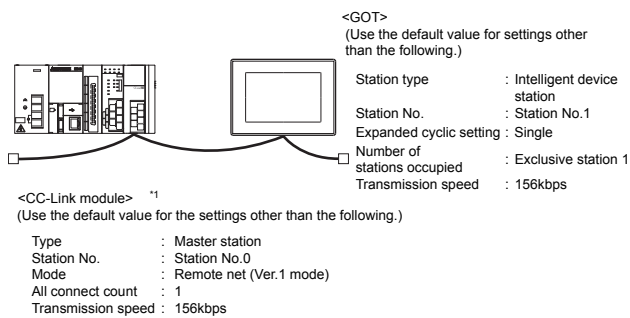 <GOT>
(Use the default value for settings other
than the following.)
Station type : Intelligent device
station
Station No. : Station No.1
Expanded cyclic setting : Single
Number of
stations occupied : Exclusive station 1
Transmission speed : 156kbps
<CC-Link module> *1
(Use the default value for the settings other than the following.)
Type : Master station
Station No. : Station No.0
Mode : Remote net (Ver.1 mode)
All connect count : 1
Transmission speed : 156kbps